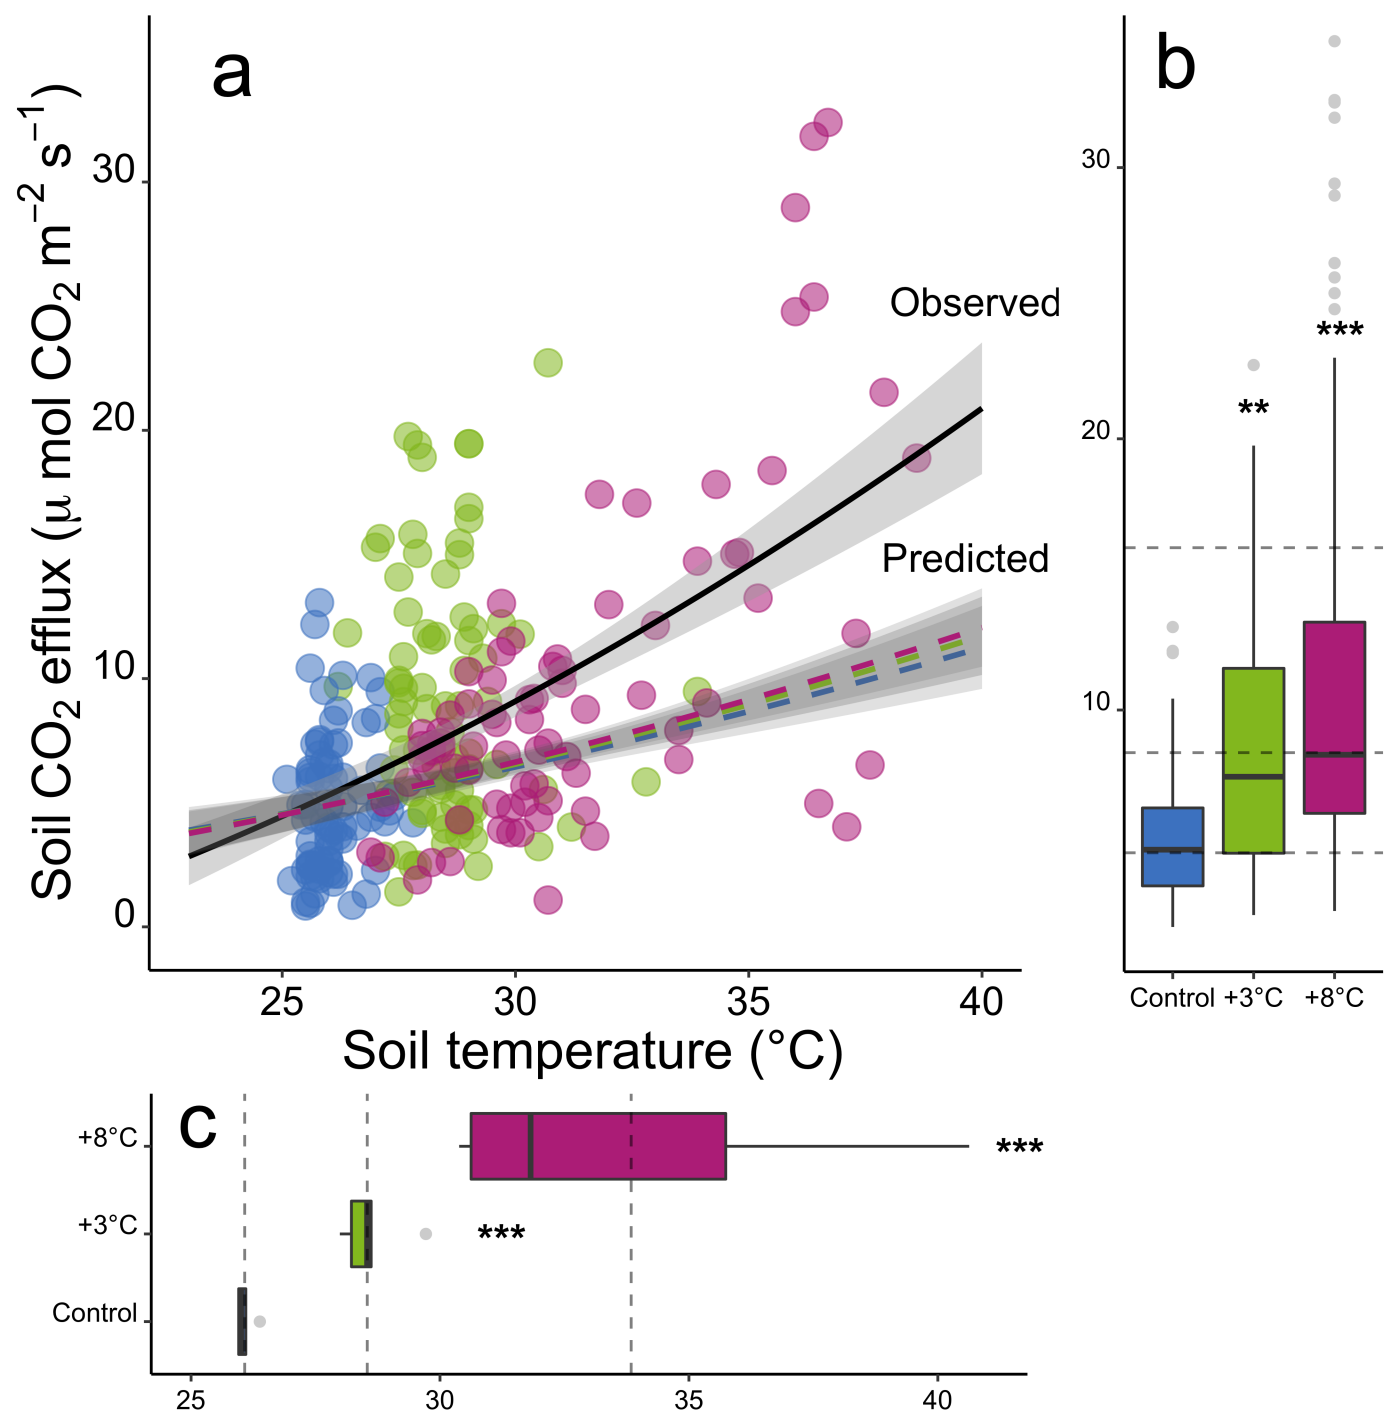 a
Soil CO2 efflux (μ mol CO2 m−2 s−1)
30
20
10
0
Observed
Predicted
25 30 35 40
Soil temperature (°C)
b
30
20
10
***
**
Control +3°C +8°C
c
+8°C
***
+3°C
***
Control
25 30 35 40